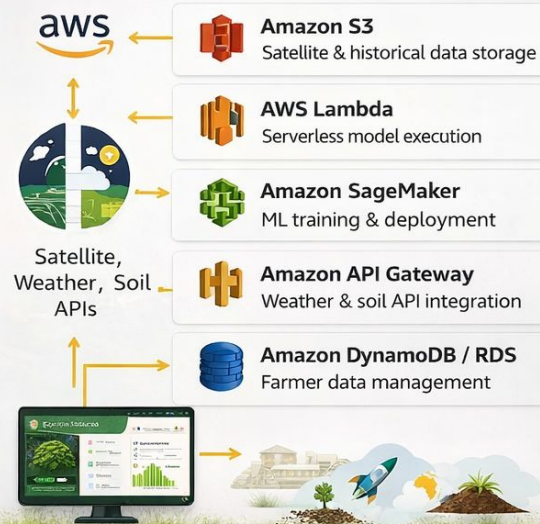 aws
Amazon S3
Satellite & historical data storage
AWS Lambda
Serverless model execution
Amazon SageMaker
ML training & deployment
Satellite,
Weather, Soil
APIs
Amazon API Gateway
Weather & soil API integration
Amazon DynamoDB / RDS
Farmer data management